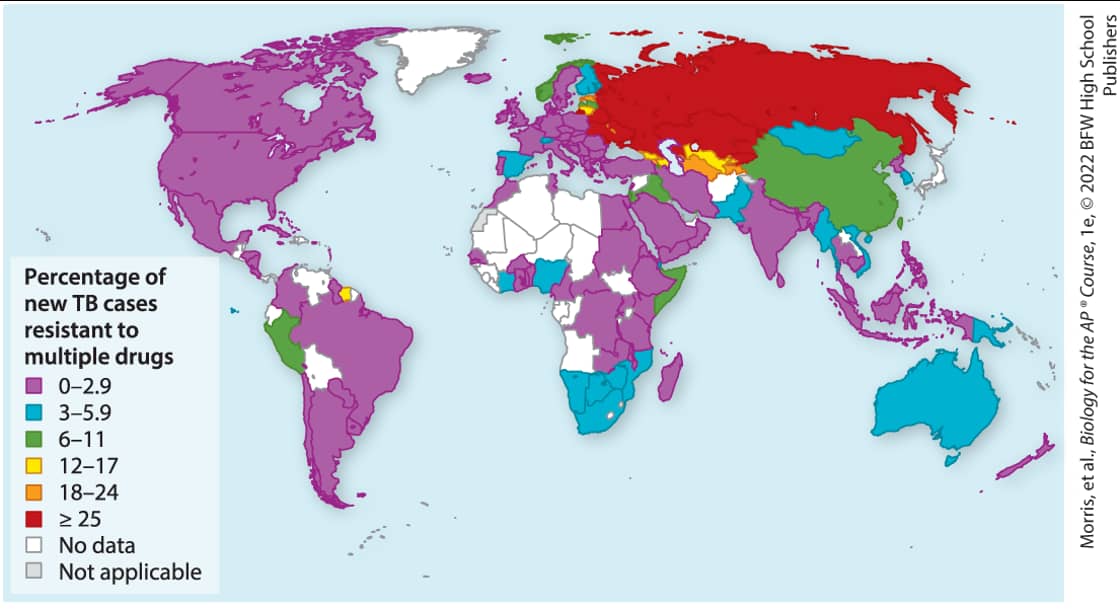 Percentage of
new TB cases
resistant to
multiple drugs
0–2.9
3–5.9
6–11
12–17
18–24
≥ 25
No data
Not applicable
Morris, et al., Biology for the AP® Course, 1e, © 2022 BFW High School
Publishers